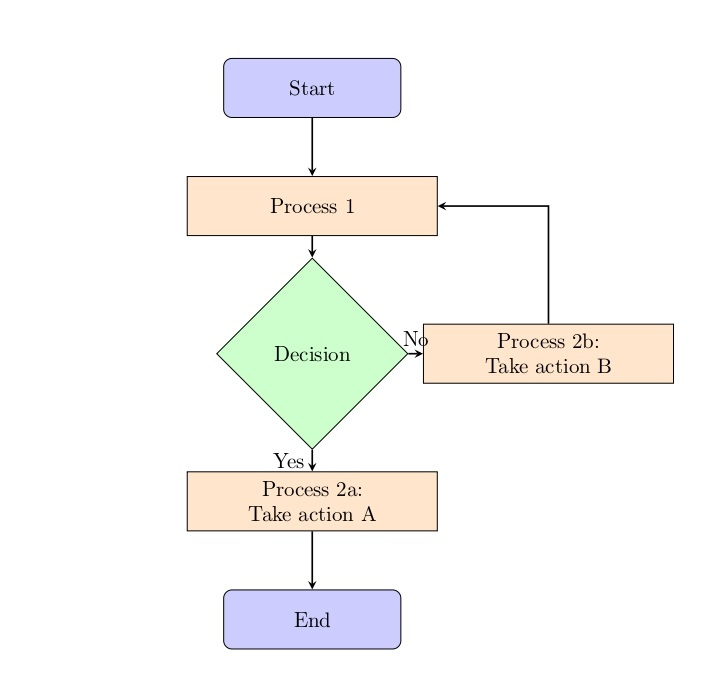 Start
Process 1
Decision
No
Process 2b:
Take action B
Yes
Process 2a:
Take action A
End